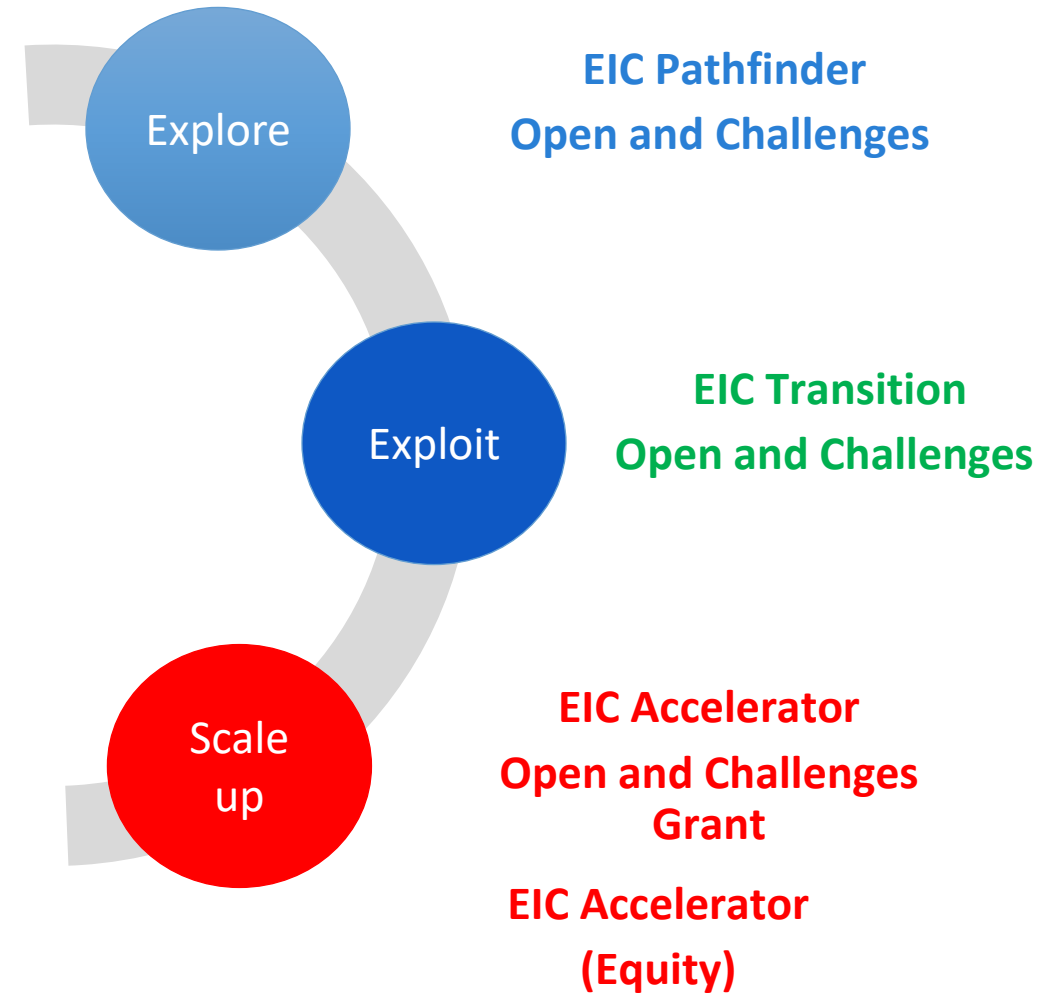 Explore
EIC Pathfinder
Open and Challenges
Exploit
EIC Transition
Open and Challenges
Scale
up
EIC Accelerator
Open and Challenges
Grant
EIC Accelerator
(Equity)